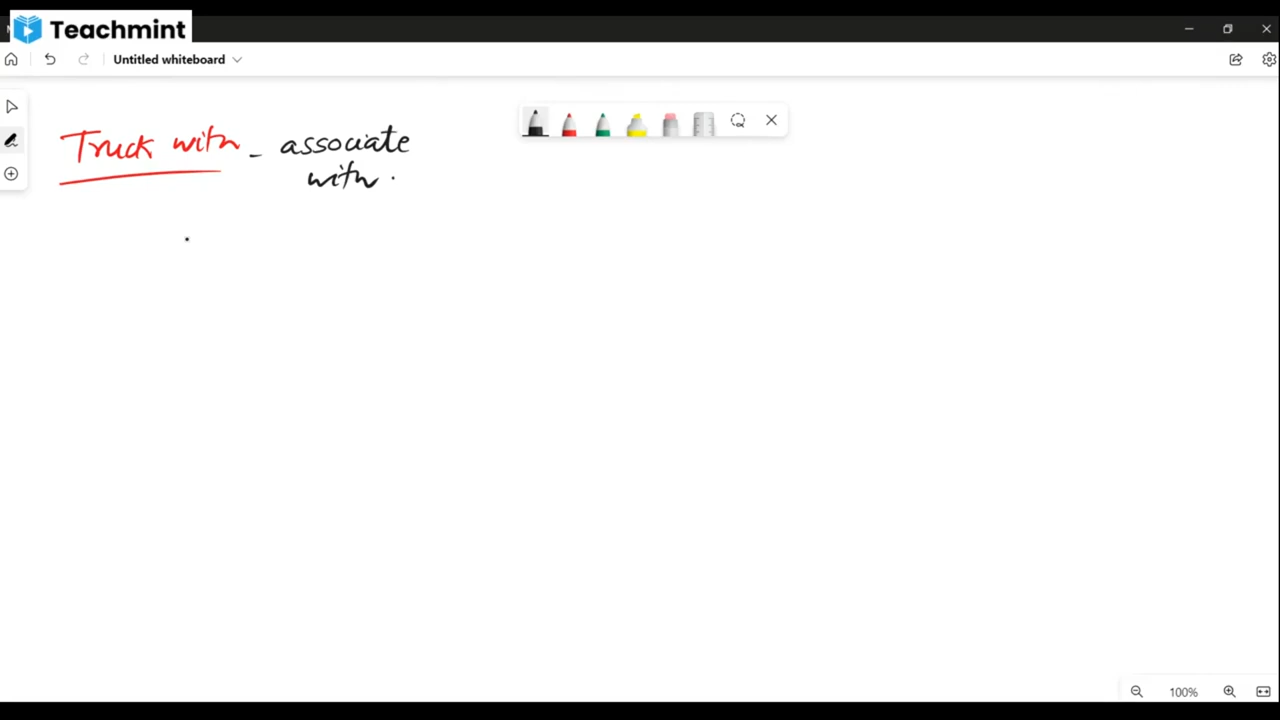 Teachmint
Untitled whiteboard
Truck with - associate
with.
100%